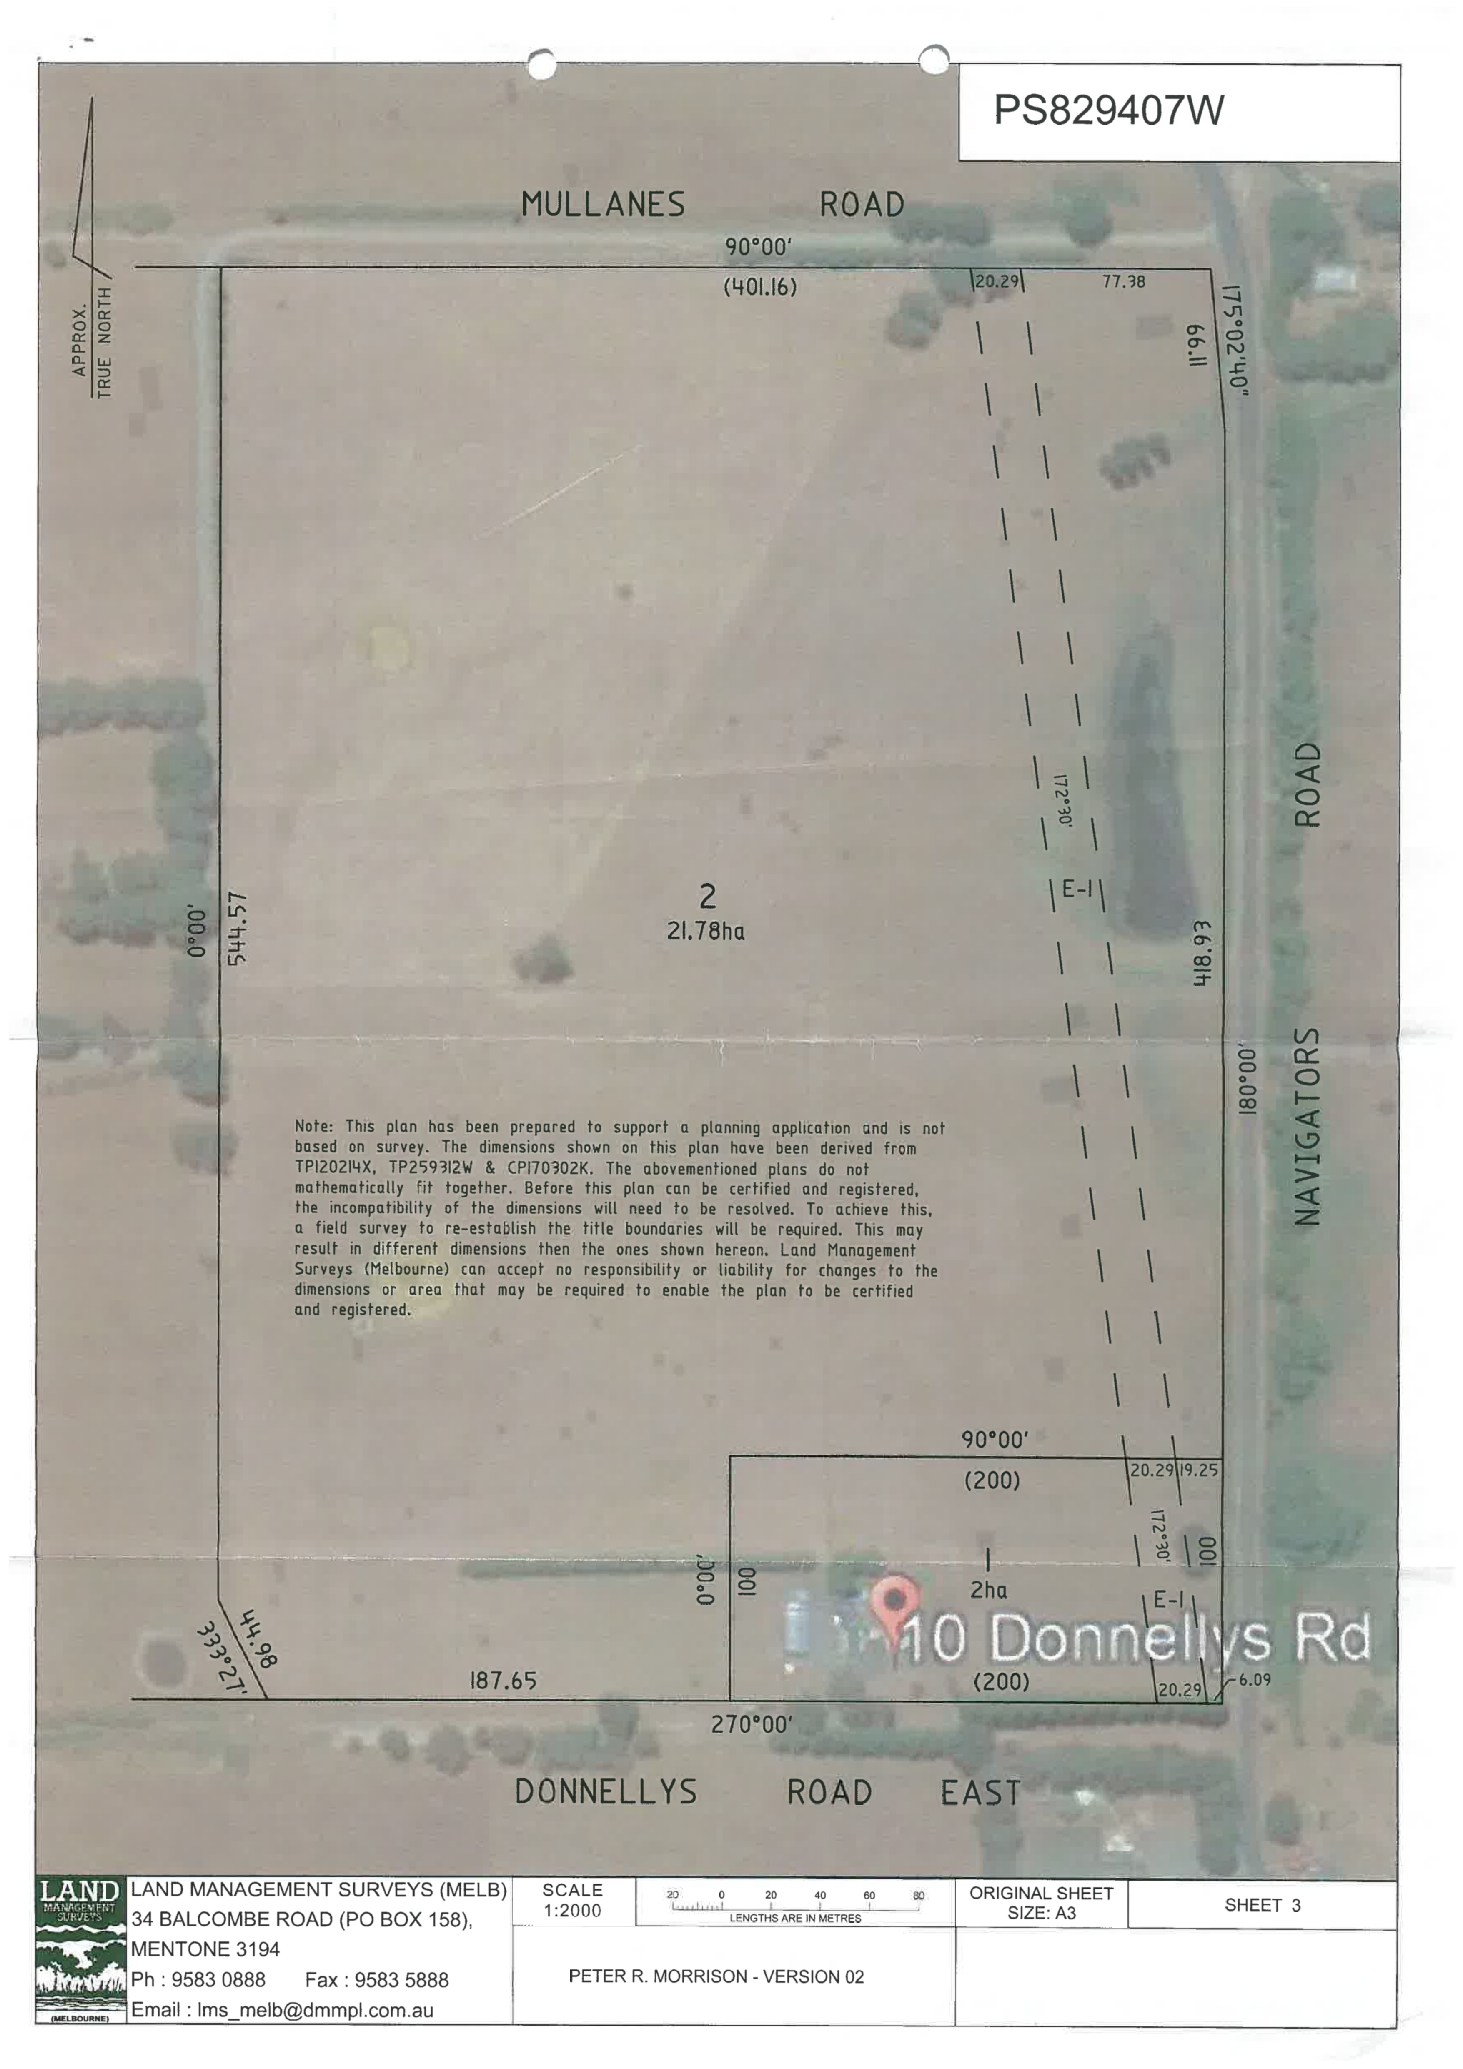 PS829407W
MULLANES ROAD
90°00'
(401.16)
20.29
77.38
APPROX.
TRUE NORTH
66.11
175°02'40"
172°30'
E-1
2
21.78ha
0°00'
544.57
418.93
180°00'
NAVIGATORS ROAD
Note: This plan has been prepared to support a planning application and is not
based on survey. The dimensions shown on this plan have been derived from
TP120214X, TP259312W & CP170302K. The abovementioned plans do not
mathematically fit together. Before this plan can be certified and registered,
the incompatibility of the dimensions will need to be resolved. To achieve this,
a field survey to re-establish the title boundaries will be required. This may
result in different dimensions then the ones shown hereon. Land Management
Surveys (Melbourne) can accept no responsibility or liability for changes to the
dimensions or area that may be required to enable the plan to be certified
and registered.
90°00'
(200)
20.29
19.25
172°30'
100
0°00'
100
1
2ha
E-1
10 Donnellys Rd
44.98
333°27'
187.65
(200)
20.29
6.09
270°00'
DONNELLYS ROAD EAST
LAND
MANAGEMENT
SURVEYS
(MELBOURNE)
LAND MANAGEMENT SURVEYS (MELB)
34 BALCOMBE ROAD (PO BOX 158),
MENTONE 3194
Ph : 9583 0888 Fax : 9583 5888
Email : lms_melb@dmmpl.com.au
SCALE
1:2000
20 0 20 40 60 80
LENGTHS ARE IN METRES
ORIGINAL SHEET
SIZE: A3
SHEET 3
PETER R. MORRISON - VERSION 02